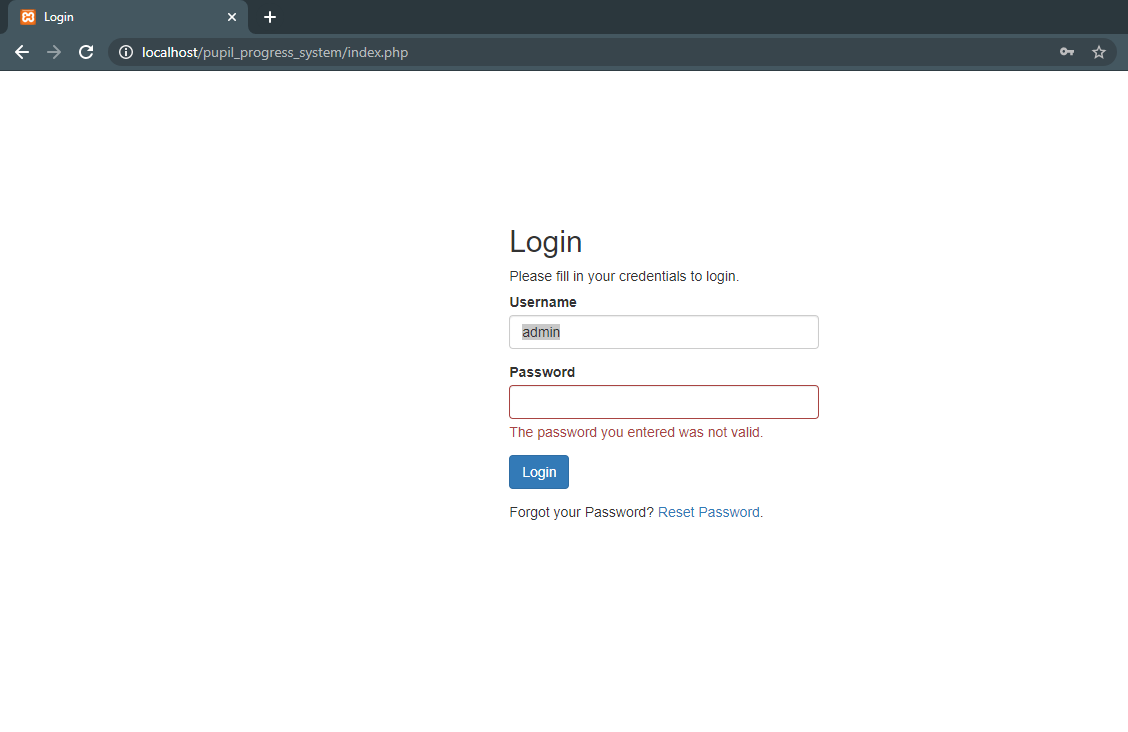 Login
localhost/pupil_progress_system/index.php
Login
Please fill in your credentials to login.
Username
admin
Password
The password you entered was not valid.
Login
Forgot your Password? Reset Password.